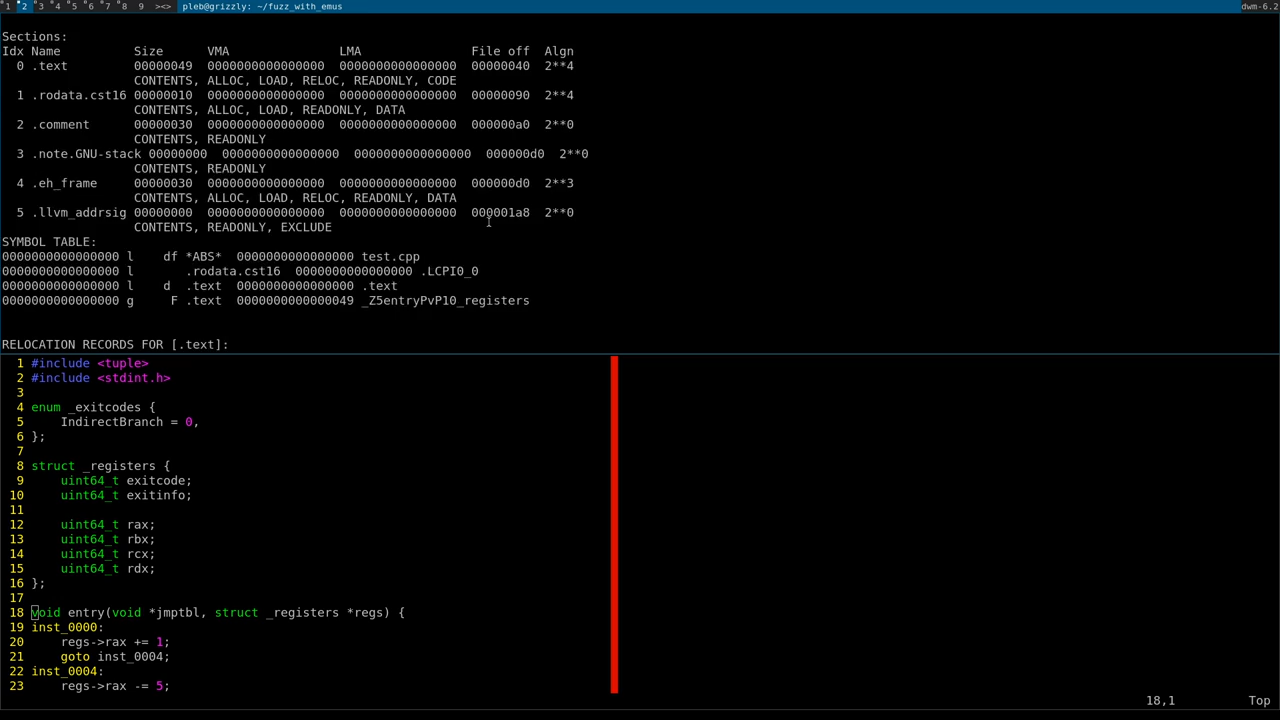 1 2 3 4 5 6 7 8 9 ><> pleb@grizzly: ~/fuzz_with_emus dwm-6.2
Sections:
Idx Name Size VMA LMA File off Algn
0 .text 00000049 0000000000000000 0000000000000000 00000040 2**4
CONTENTS, ALLOC, LOAD, RELOC, READONLY, CODE
1 .rodata.cst16 00000010 0000000000000000 0000000000000000 00000090 2**4
CONTENTS, ALLOC, LOAD, READONLY, DATA
2 .comment 00000030 0000000000000000 0000000000000000 000000a0 2**0
CONTENTS, READONLY
3 .note.GNU-stack 00000000 0000000000000000 0000000000000000 000000d0 2**0
CONTENTS, READONLY
4 .eh_frame 00000030 0000000000000000 0000000000000000 000000d0 2**3
CONTENTS, ALLOC, LOAD, RELOC, READONLY, DATA
5 .llvm_addrsig 00000000 0000000000000000 0000000000000000 000001a8 2**0
CONTENTS, READONLY, EXCLUDE
SYMBOL TABLE:
0000000000000000 l df *ABS* 0000000000000000 test.cpp
0000000000000000 l .rodata.cst16 0000000000000000 .LCPI0_0
0000000000000000 l d .text 0000000000000000 .text
0000000000000000 g F .text 0000000000000049 _Z5entryPvP10_registers
RELOCATION RECORDS FOR [.text]:
1 #include <tuple>
2 #include <stdint.h>
3
4 enum _exitcodes {
5 IndirectBranch = 0,
6 };
7
8 struct _registers {
9 uint64_t exitcode;
10 uint64_t exitinfo;
11
12 uint64_t rax;
13 uint64_t rbx;
14 uint64_t rcx;
15 uint64_t rdx;
16 };
17
18 void entry(void *jmptbl, struct _registers *regs) {
19 inst_0000:
20 regs->rax += 1;
21 goto inst_0004;
22 inst_0004:
23 regs->rax -= 5;
18,1 Top